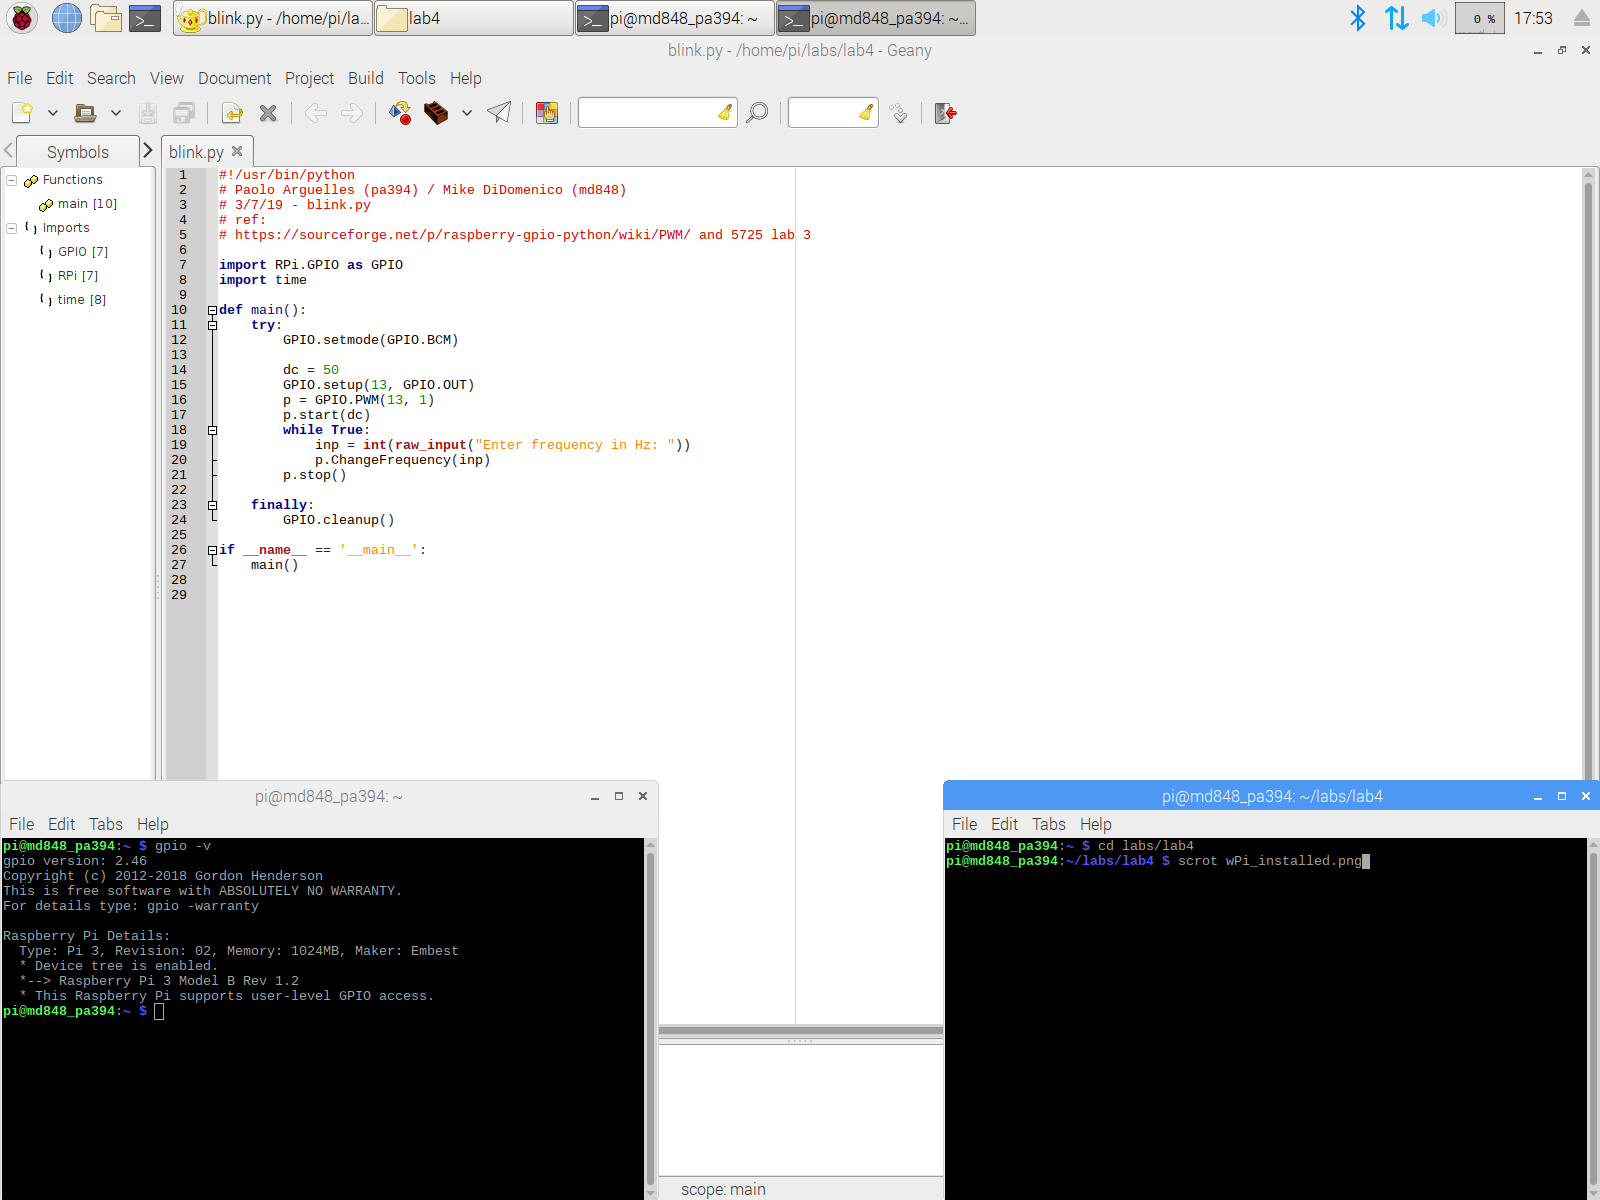 blink.py - /home/pi/la...
lab4
pi@md848_pa394: ~
pi@md848_pa394: ~...
0 %
17:53
blink.py - /home/pi/labs/lab4 - Geany
File Edit Search View Document Project Build Tools Help
Symbols
blink.py
Functions
main [10]
Imports
GPIO [7]
RPi [7]
time [8]
1 #!/usr/bin/python
2 # Paolo Arguelles (pa394) / Mike DiDomenico (md848)
3 # 3/7/19 - blink.py
4 # ref:
5 # https://sourceforge.net/p/raspberry-gpio-python/wiki/PWM/ and 5725 lab 3
6
7 import RPi.GPIO as GPIO
8 import time
9
10 def main():
11     try:
12         GPIO.setmode(GPIO.BCM)
13
14         dc = 50
15         GPIO.setup(13, GPIO.OUT)
16         p = GPIO.PWM(13, 1)
17         p.start(dc)
18         while True:
19             inp = int(raw_input("Enter frequency in Hz: "))
20             p.ChangeFrequency(inp)
21         p.stop()
22
23     finally:
24         GPIO.cleanup()
25
26 if __name__ == '__main__':
27     main()
28
29
pi@md848_pa394: ~
File Edit Tabs Help
pi@md848_pa394:~ $ gpio -v
gpio version: 2.46
Copyright (c) 2012-2018 Gordon Henderson
This is free software with ABSOLUTELY NO WARRANTY.
For details type: gpio -warranty

Raspberry Pi Details:
  Type: Pi 3, Revision: 02, Memory: 1024MB, Maker: Embest
  * Device tree is enabled.
  *--> Raspberry Pi 3 Model B Rev 1.2
  * This Raspberry Pi supports user-level GPIO access.
pi@md848_pa394:~ $
pi@md848_pa394: ~/labs/lab4
File Edit Tabs Help
pi@md848_pa394:~ $ cd labs/lab4
pi@md848_pa394:~/labs/lab4 $ scrot wPi_installed.png
scope: main